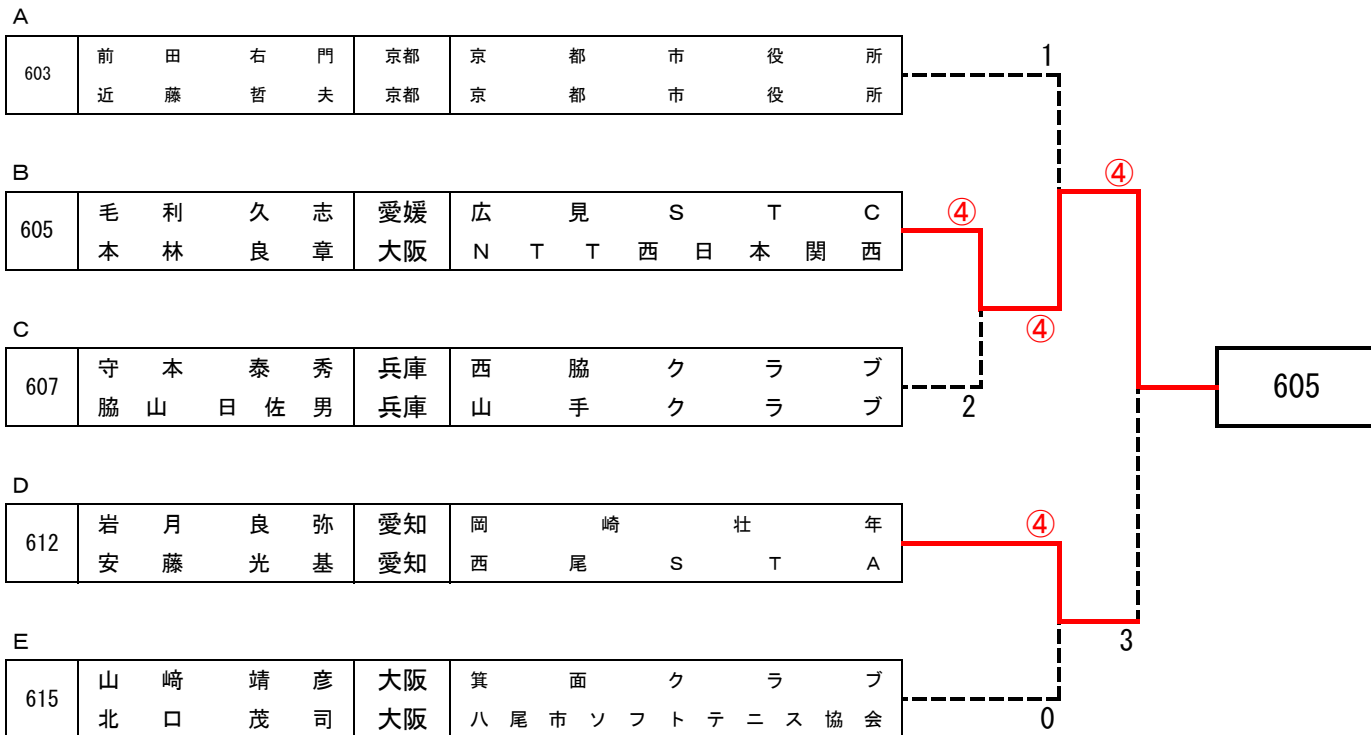 A
603 前田右門 京都 京都市役所
近藤哲夫 京都 京都市役所
1
B
605 毛利久志 愛媛 広見STC
本林良章 大阪 NTT西日本関西
④
④
④
C
607 守本泰秀 兵庫 西脇クラブ
脇山日佐男 兵庫 山手クラブ
2
605
D
612 岩月良弥 愛知 岡崎壮年
安藤光基 愛知 西尾STA
④
3
E
615 山﨑靖彦 大阪 箕面クラブ
北口茂司 大阪 八尾市ソフトテニス協会
0